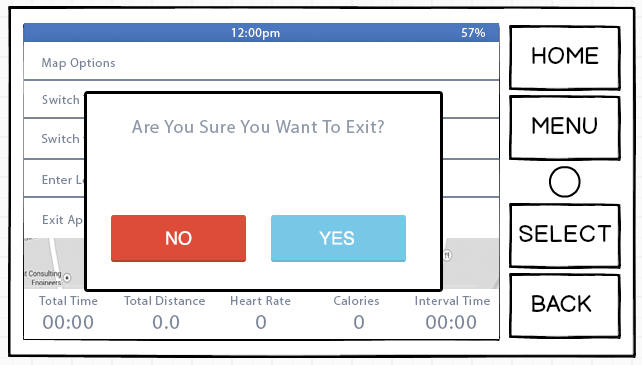 12:00pm 57%
Map Options
Switch
Switch
Enter
Exit Ap
Are You Sure You Want To Exit?
NO YES
t Consulting
Engineers
Total Time Total Distance Heart Rate Calories Interval Time
00:00 0.0 0 0 00:00
HOME
MENU
SELECT
BACK